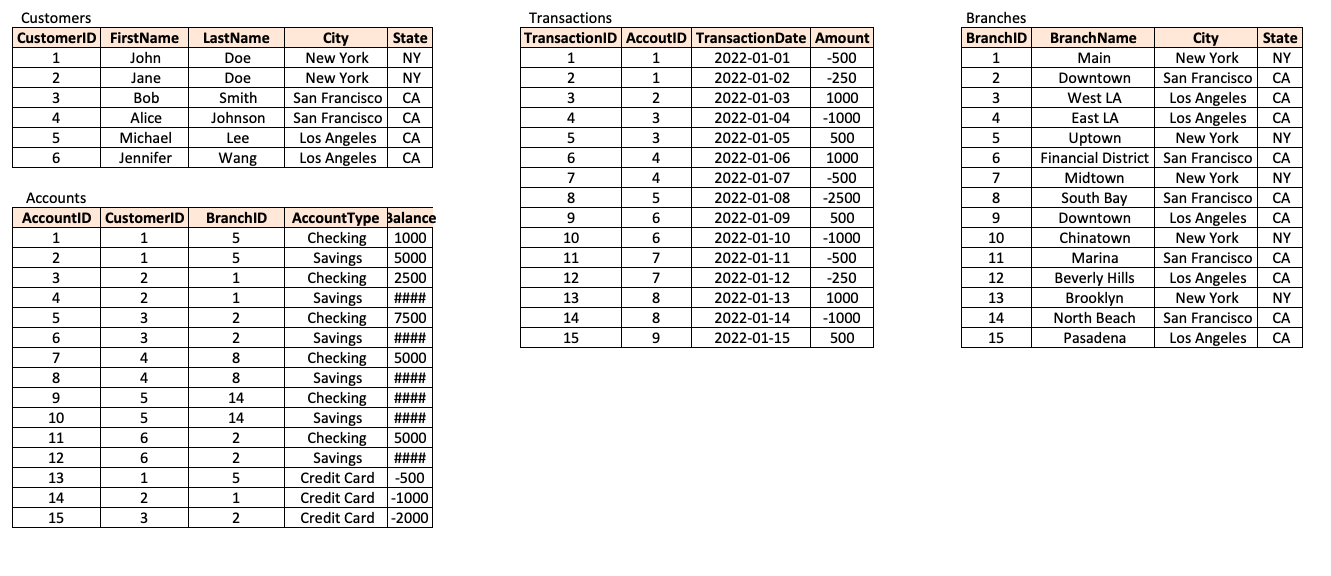 Customers
CustomerID FirstName LastName City State
1 John Doe New York NY
2 Jane Doe New York NY
3 Bob Smith San Francisco CA
4 Alice Johnson San Francisco CA
5 Michael Lee Los Angeles CA
6 Jennifer Wang Los Angeles CA
Accounts
AccountID CustomerID BranchID AccountType Balance
1 1 5 Checking 1000
2 1 5 Savings 5000
3 2 1 Checking 2500
4 2 1 Savings ####
5 3 2 Checking 7500
6 3 2 Savings ####
7 4 8 Checking 5000
8 4 8 Savings ####
9 5 14 Checking ####
10 5 14 Savings ####
11 6 2 Checking 5000
12 6 2 Savings ####
13 1 5 Credit Card -500
14 2 1 Credit Card -1000
15 3 2 Credit Card -2000
Transactions
TransactionID AccoutID TransactionDate Amount
1 1 2022-01-01 -500
2 1 2022-01-02 -250
3 2 2022-01-03 1000
4 3 2022-01-04 -1000
5 3 2022-01-05 500
6 4 2022-01-06 1000
7 4 2022-01-07 -500
8 5 2022-01-08 -2500
9 6 2022-01-09 500
10 6 2022-01-10 -1000
11 7 2022-01-11 -500
12 7 2022-01-12 -250
13 8 2022-01-13 1000
14 8 2022-01-14 -1000
15 9 2022-01-15 500
Branches
BranchID BranchName City State
1 Main New York NY
2 Downtown San Francisco CA
3 West LA Los Angeles CA
4 East LA Los Angeles CA
5 Uptown New York NY
6 Financial District San Francisco CA
7 Midtown New York NY
8 South Bay San Francisco CA
9 Downtown Los Angeles CA
10 Chinatown New York NY
11 Marina San Francisco CA
12 Beverly Hills Los Angeles CA
13 Brooklyn New York NY
14 North Beach San Francisco CA
15 Pasadena Los Angeles CA